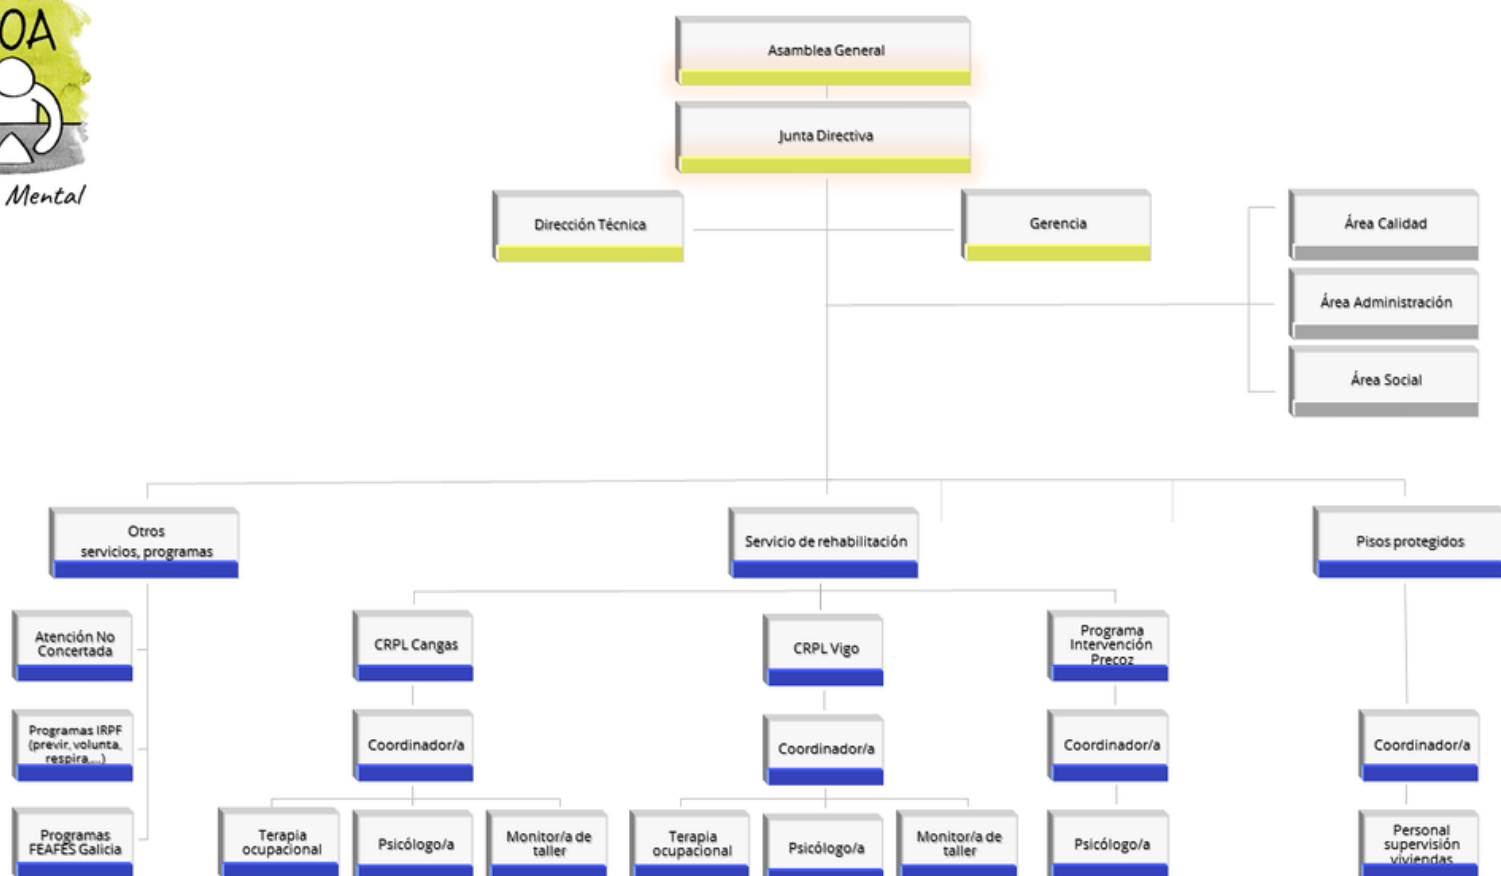 OA
Mental
Asamblea General
Junta Directiva
Dirección Técnica
Gerencia
Área Calidad
Área Administración
Área Social
Otros
servicios, programas
Servicio de rehabilitación
Pisos protegidos
Atención No
Concertada
CRPL Cangas
CRPL Vigo
Programa
Intervención
Precoz
Programas IRPF
(previr, volunta,
respira,...)
Coordinador/a
Coordinador/a
Coordinador/a
Coordinador/a
Programas
FEAFES Galicia
Terapia
ocupacional
Psicólogo/a
Monitor/a de
taller
Terapia
ocupacional
Psicólogo/a
Monitor/a de
taller
Psicólogo/a
Personal
supervisión
viviendas